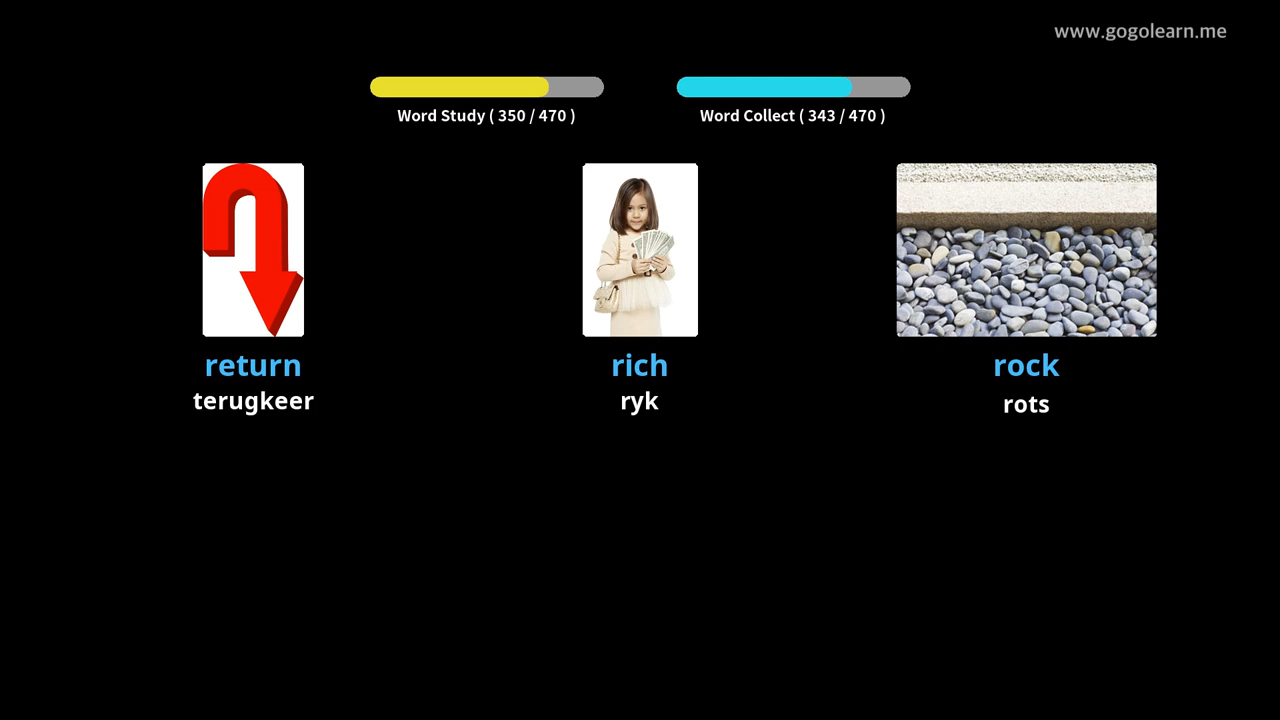 www.gogolearn.me
Word Study ( 350 / 470 )
Word Collect ( 343 / 470 )
return
terugkeer
rich
ryk
rock
rots